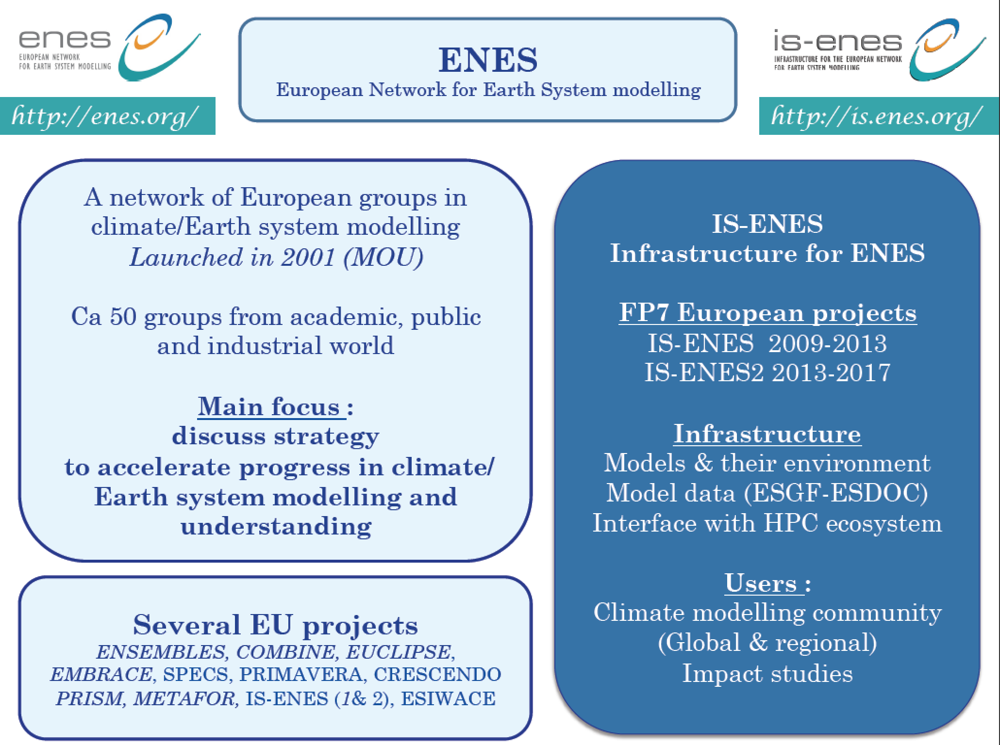 enes
EUROPEAN NETWORK
FOR EARTH SYSTEM MODELLING
http://enes.org/
ENES
European Network for Earth System modelling
is-enes
INFRASTRUCTURE FOR THE EUROPEAN NETWORK
FOR EARTH SYSTEM MODELLING
http://is.enes.org/
A network of European groups in
climate/Earth system modelling
Launched in 2001 (MOU)
Ca 50 groups from academic, public
and industrial world
Main focus :
discuss strategy
to accelerate progress in climate/
Earth system modelling and
understanding
Several EU projects
ENSEMBLES, COMBINE, EUCLIPSE,
EMBRACE, SPECS, PRIMAVERA, CRESCENDO
PRISM, METAFOR, IS-ENES (1& 2), ESIWACE
IS-ENES
Infrastructure for ENES
FP7 European projects
IS-ENES 2009-2013
IS-ENES2 2013-2017
Infrastructure
Models & their environment
Model data (ESGF-ESDOC)
Interface with HPC ecosystem
Users :
Climate modelling community
(Global & regional)
Impact studies